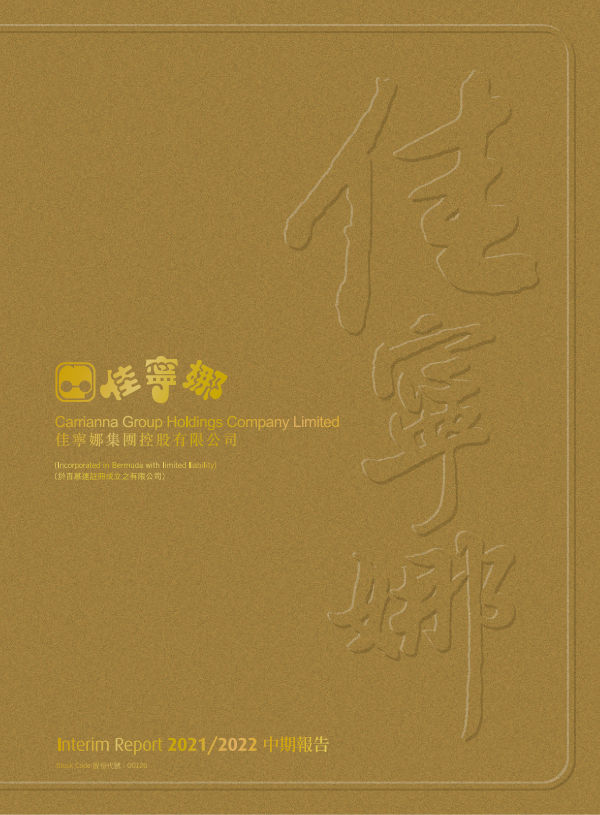 佳寧娜
佳寧娜
Carrianna Group Holdings Company Limited
佳寧娜集團控股有限公司
(Incorporated in Bermuda with limited liability)
(於百慕達註冊成立之有限公司)
Interim Report 2021/2022 中期報告
Stock Code 股份代號：00126